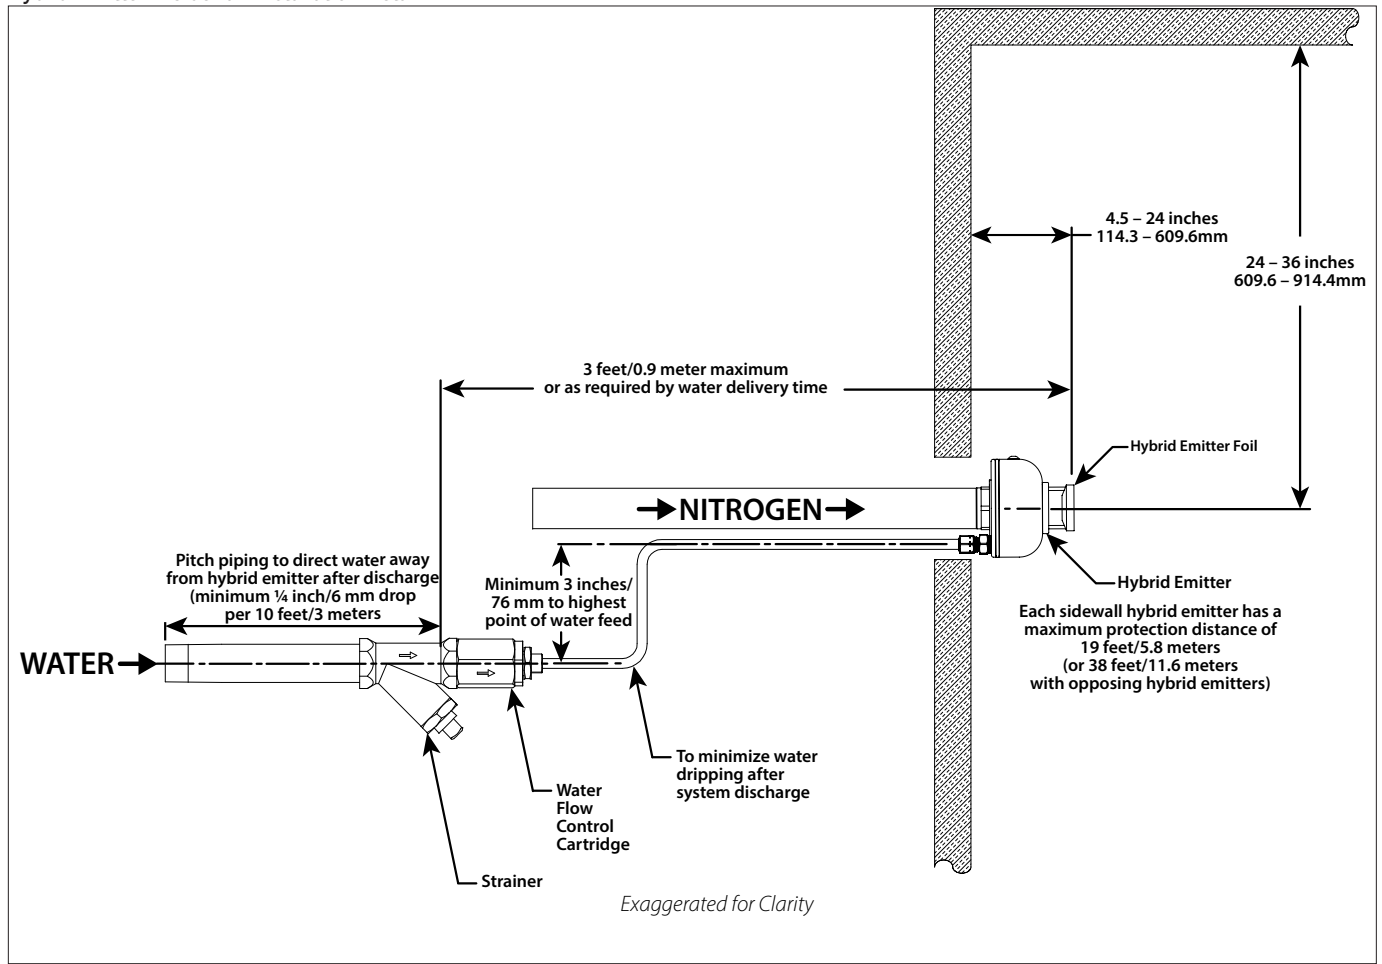 4.5 – 24 inches
114.3 – 609.6mm
24 – 36 inches
609.6 – 914.4mm
3 feet/0.9 meter maximum
or as required by water delivery time
Hybrid Emitter Foil
NITROGEN
Pitch piping to direct water away
from hybrid emitter after discharge
(minimum ¼ inch/6 mm drop
per 10 feet/3 meters
Minimum 3 inches/
76 mm to highest
point of water feed
Hybrid Emitter
Each sidewall hybrid emitter has a
maximum protection distance of
19 feet/5.8 meters
(or 38 feet/11.6 meters
with opposing hybrid emitters)
WATER
To minimize water
dripping after
system discharge
Water
Flow
Control
Cartridge
Strainer
Exaggerated for Clarity